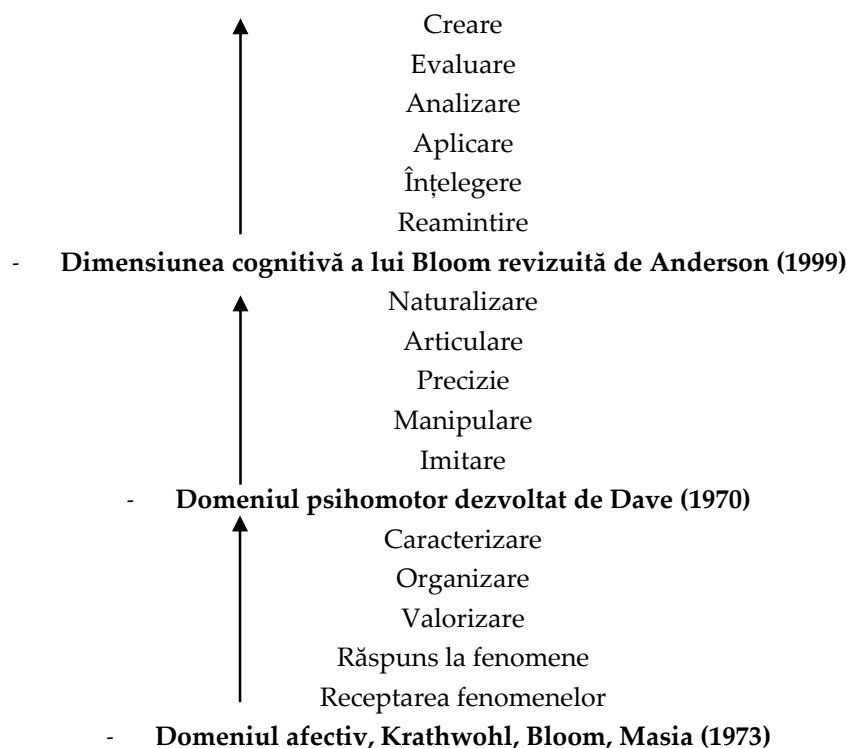 Creare
Evaluare
Analizare
Aplicare
Înțelegere
Reamintire
- Dimensiunea cognitivă a lui Bloom revizuită de Anderson (1999)
Naturalizare
Articulare
Precizie
Manipulare
Imitare
- Domeniul psihomotor dezvoltat de Dave (1970)
Caracterizare
Organizare
Valorizare
Răspuns la fenomene
Receptarea fenomenelor
- Domeniul afectiv, Krathwohl, Bloom, Masia (1973)